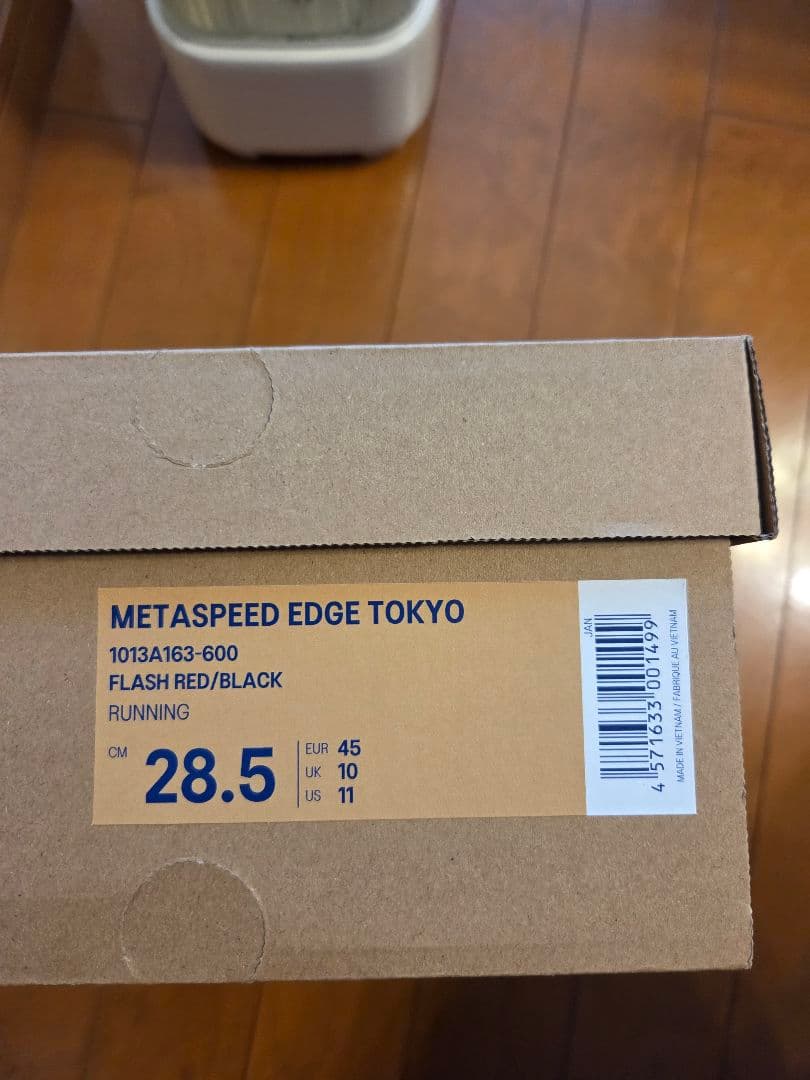 METASPEED EDGE TOKYO
1013A163-600
FLASH RED/BLACK
RUNNING
CM 28.5
EUR 45
UK 10
US 11
JAN
4 571633 001499
MADE IN VIETNAM / FABRIQUE AU VIETNAM